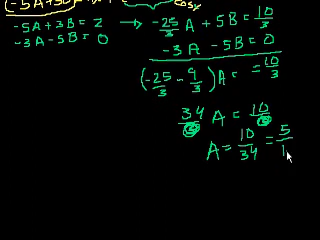 -5A + 3B = 2 → -25/3 A + 5B = 10/3
-3A - 5B = 0
-3A - 5B = 0
(-25/3 - 9/3)A = = 10/3
34/3 A = 10/3
A = 10/34 = 5/1